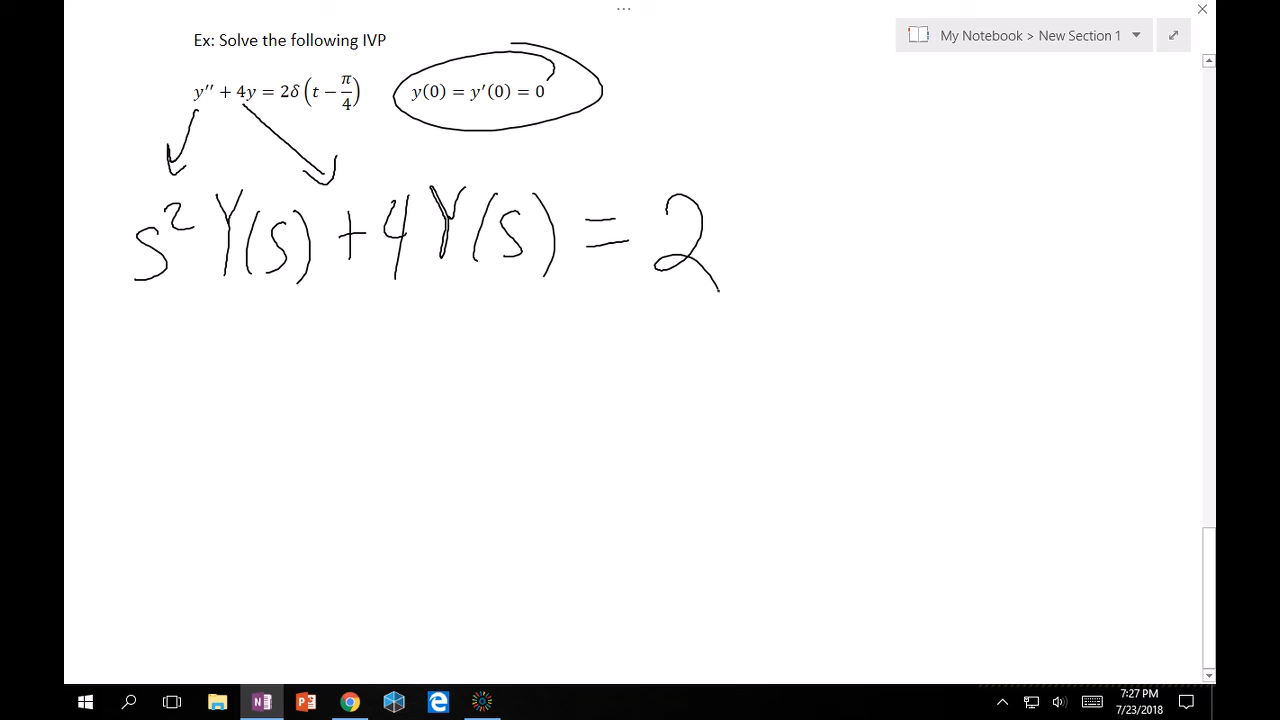 Ex: Solve the following IVP
My Notebook > New Section 1
y′′ + 4y = 2δ(t − π/4)    y(0) = y′(0) = 0
s² Y(s) + 4Y(s) = 2
7:27 PM
7/23/2018